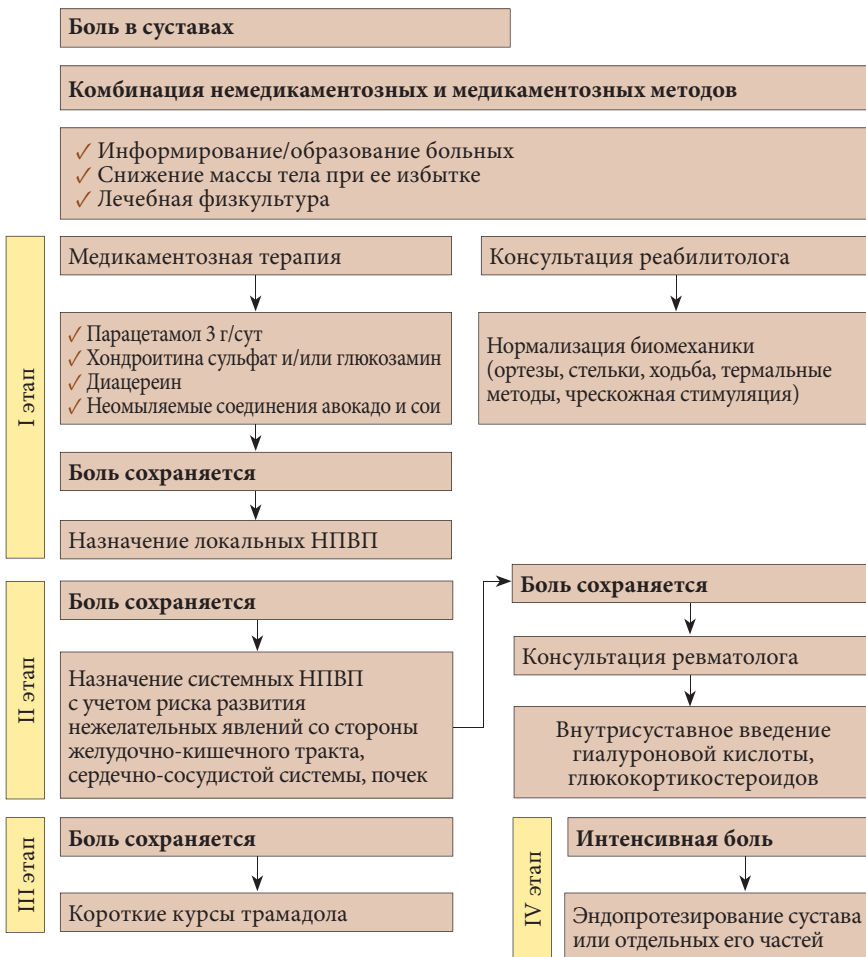 Боль в суставах
Комбинация немедикаментозных и медикаментозных методов
✓ Информирование/образование больных
✓ Снижение массы тела при ее избытке
✓ Лечебная физкультура
I этап
Медикаментозная терапия
✓ Парацетамол 3 г/сут
✓ Хондроитина сульфат и/или глюкозамин
✓ Диацереин
✓ Неомыляемые соединения авокадо и сои
Боль сохраняется
Назначение локальных НПВП
Консультация реабилитолога
Нормализация биомеханики
(ортезы, стельки, ходьба, термальные
методы, чрескожная стимуляция)
II этап
Боль сохраняется
Назначение системных НПВП
с учетом риска развития
нежелательных явлений со стороны
желудочно-кишечного тракта,
сердечно-сосудистой системы, почек
Боль сохраняется
Консультация ревматолога
Внутрисуставное введение
гиалуроновой кислоты,
глюкокортикостероидов
III этап
Боль сохраняется
Короткие курсы трамадола
IV этап
Интенсивная боль
Эндопротезирование сустава
или отдельных его частей